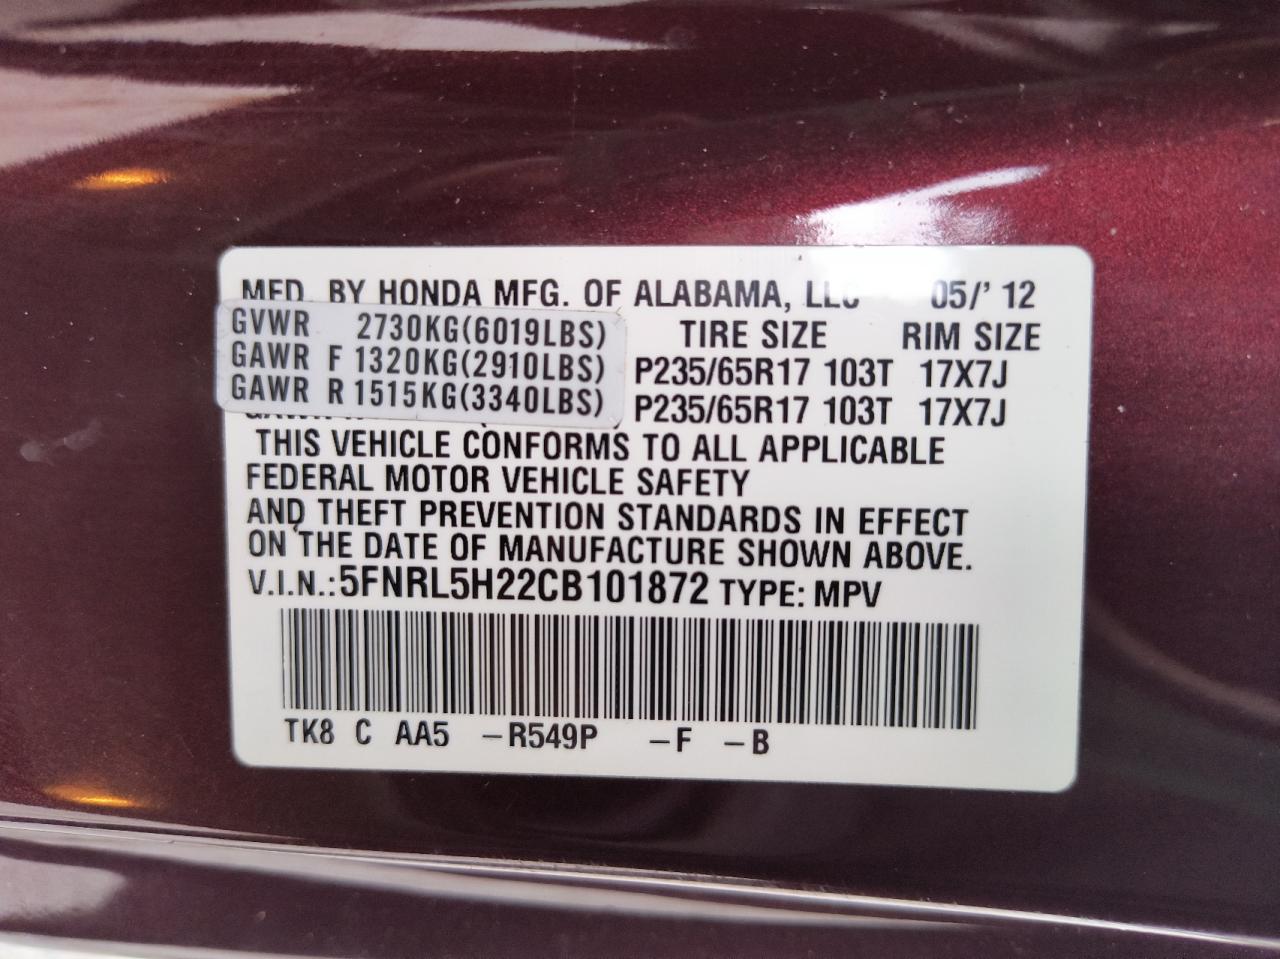 MFD. BY HONDA MFG. OF ALABAMA, LLC 05/' 12
GVWR 2730KG(6019LBS) TIRE SIZE RIM SIZE
GAWR F 1320KG(2910LBS) P235/65R17 103T 17X7J
GAWR R 1515KG(3340LBS) P235/65R17 103T 17X7J
THIS VEHICLE CONFORMS TO ALL APPLICABLE
FEDERAL MOTOR VEHICLE SAFETY
AND THEFT PREVENTION STANDARDS IN EFFECT
ON THE DATE OF MANUFACTURE SHOWN ABOVE.
V.I.N.: 5FNRL5H22CB101872 TYPE: MPV
TK8 C AA5 -R549P -F -B